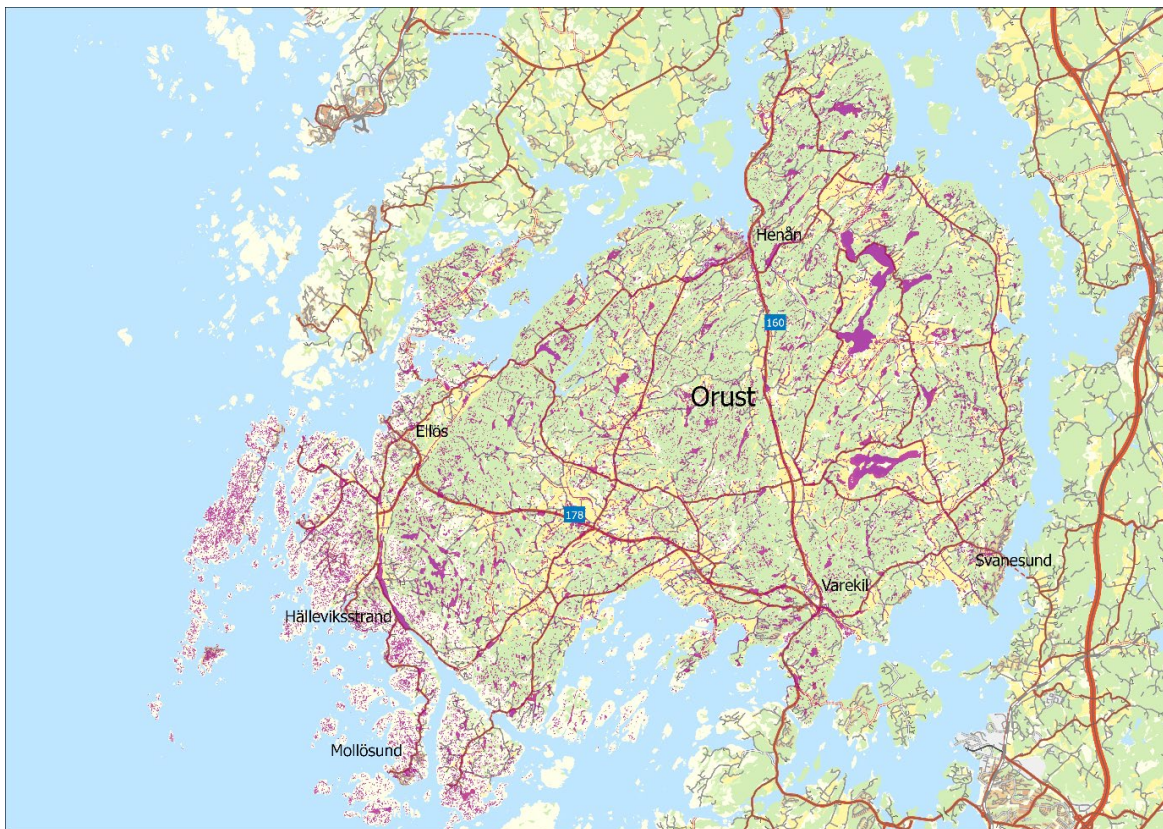 Henån
160
Orust
Ellös
178
Svanesund
Varekil
Hälleviksstrand
Mollösund